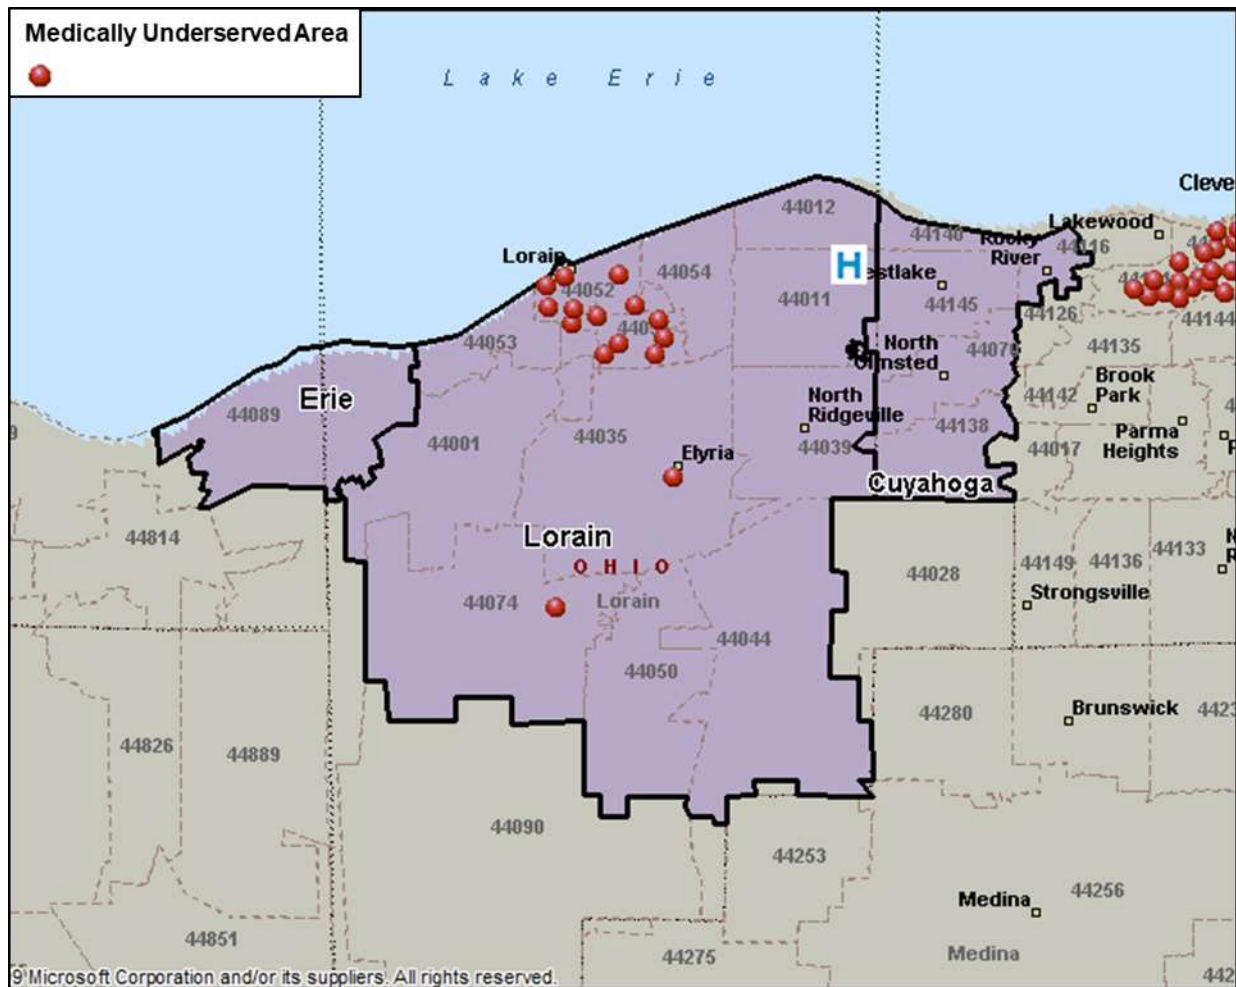 Medically Underserved Area
Lake Erie
Cleve
44012
Lakewood
44140
Rocky
River
44116
Lorain
44054
H
estlake
44052
44011
44145
44126
44144
44053
44070
44135
North
Olmsted
Erie
44089
North
Ridgeville
44142
Brook
Park
44001
44035
44138
Parma
Heights
44039
44017
Elyria
Cuyahoga
44814
Lorain
44133
OHIO
44028
44149
44136
Strongsville
44074
Lorain
44044
44050
44280
Brunswick
4423
44826
44889
44090
44253
44256
Medina
44851
44275
Medina
442
9 Microsoft Corporation and/or its suppliers. All rights reserved.